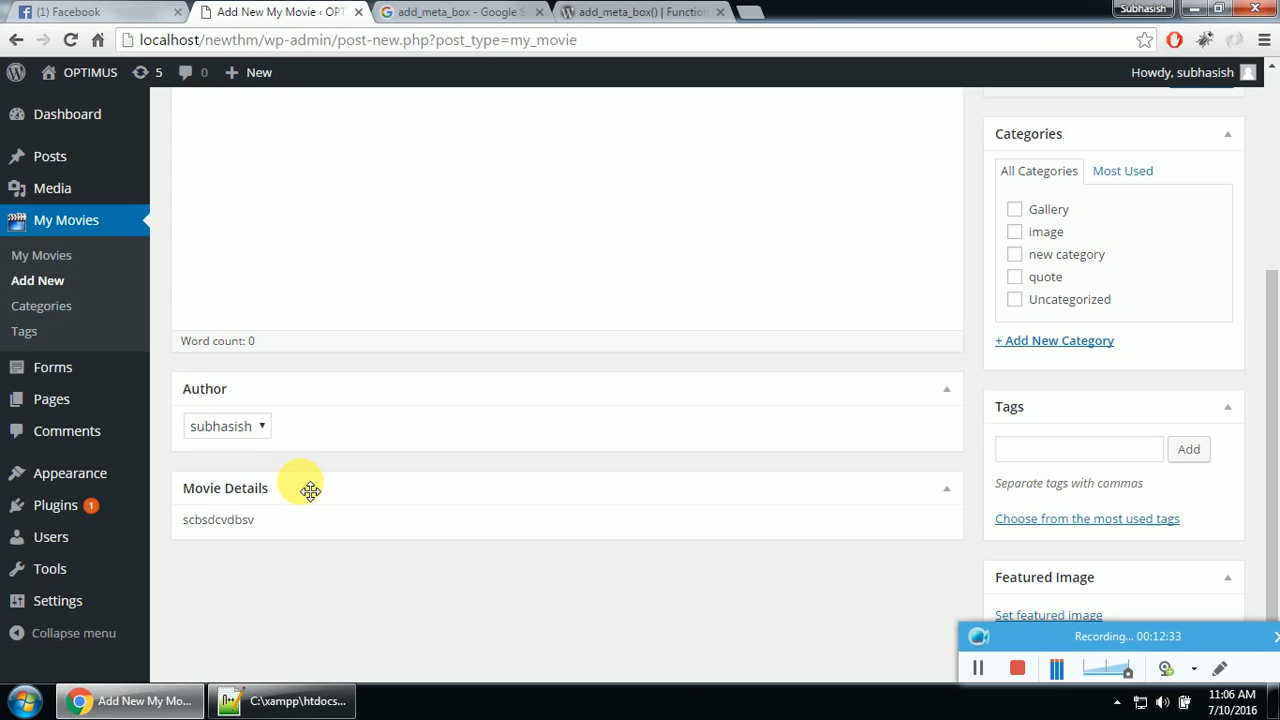 (1) Facebook
Add New My Movie ‹ OPT
add_meta_box - Google S
add_meta_box() | Function
Subhasish
localhost/newthm/wp-admin/post-new.php?post_type=my_movie
OPTIMUS
5
0
New
Howdy, subhasish
Dashboard
Posts
Media
My Movies
My Movies
Add New
Categories
Tags
Forms
Pages
Comments
Appearance
Plugins 1
Users
Tools
Settings
Collapse menu
Word count: 0
Author
subhasish
Movie Details
scbsdcvdbsv
Categories
All Categories
Most Used
Gallery
image
new category
quote
Uncategorized
+ Add New Category
Tags
Add
Separate tags with commas
Choose from the most used tags
Featured Image
Set featured image
Recording... 00:12:33
Add New My Mo...
C:\xampp\htdocs...
11:06 AM
7/10/2016